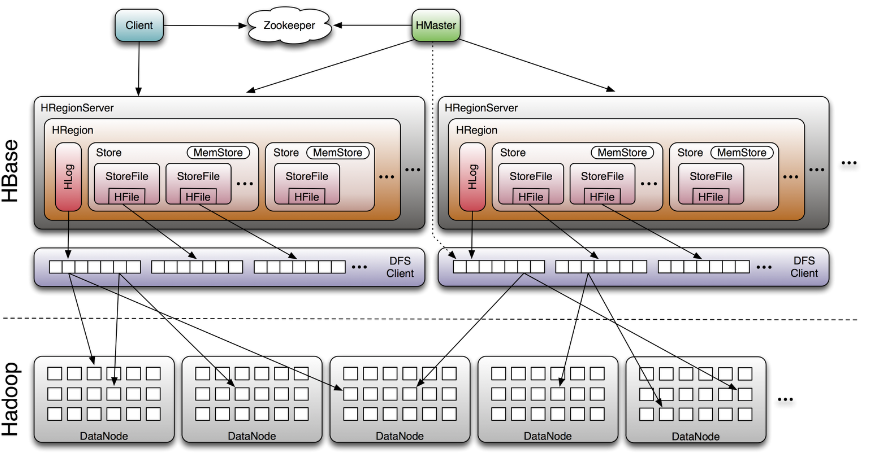 Client
Zookeeper
HMaster
HBase
HRegionServer
HRegion
HLog
Store
MemStore
StoreFile
HFile
StoreFile
HFile
...
Store
MemStore
StoreFile
HFile
...
...
DFS
Client
...
HRegionServer
HRegion
HLog
Store
MemStore
StoreFile
HFile
StoreFile
HFile
...
Store
MemStore
StoreFile
HFile
...
...
...
DFS
Client
...
Hadoop
DataNode
DataNode
DataNode
DataNode
DataNode
...